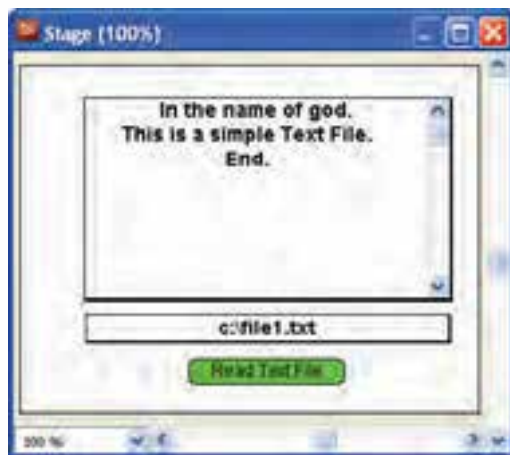 Stage (100%)
In the name of god.
This is a simple Text File.
End.
c:\file1.txt
Read Text File
100 %